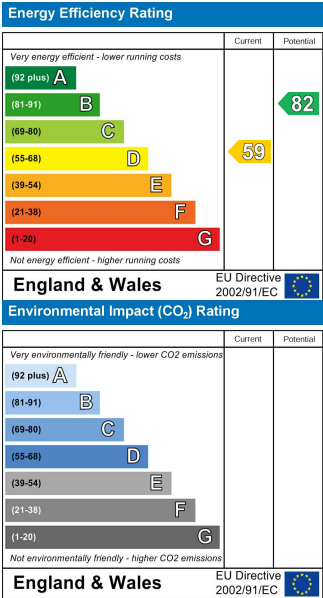 Energy Efficiency Rating
Current Potential
Very energy efficient - lower running costs
(92 plus) A
(81-91) B
82
(69-80) C
(55-68) D
59
(39-54) E
(21-38) F
(1-20) G
Not energy efficient - higher running costs
England & Wales
EU Directive
2002/91/EC
Environmental Impact (CO₂) Rating
Current Potential
Very environmentally friendly - lower CO2 emissions
(92 plus) A
(81-91) B
(69-80) C
(55-68) D
(39-54) E
(21-38) F
(1-20) G
Not environmentally friendly - higher CO2 emissions
England & Wales
EU Directive
2002/91/EC